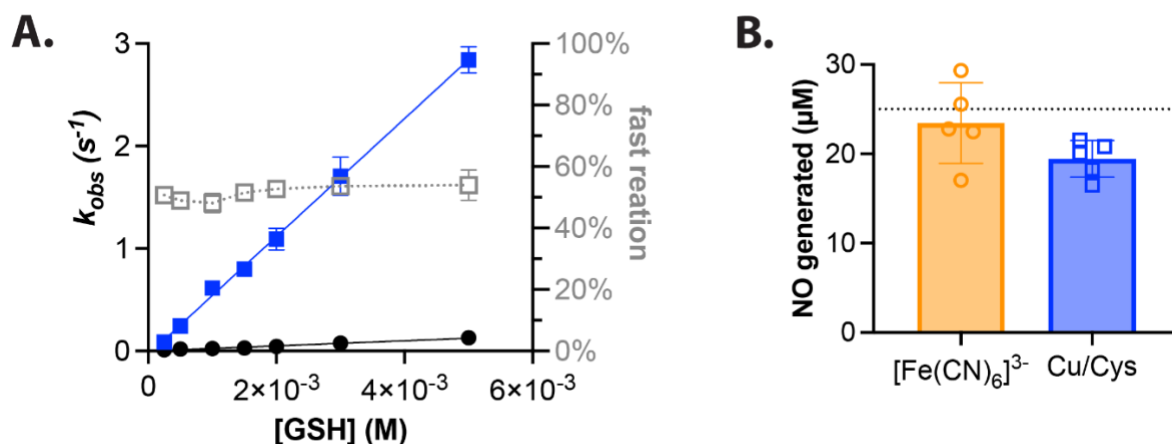 A.
3
2
1
0
k_obs (s⁻¹)
100%
80%
60%
40%
20%
0%
fast reation
0
2×10⁻³
4×10⁻³
6×10⁻³
[GSH] (M)
B.
30
20
10
0
NO generated (µM)
[Fe(CN)₆]³⁻
Cu/Cys